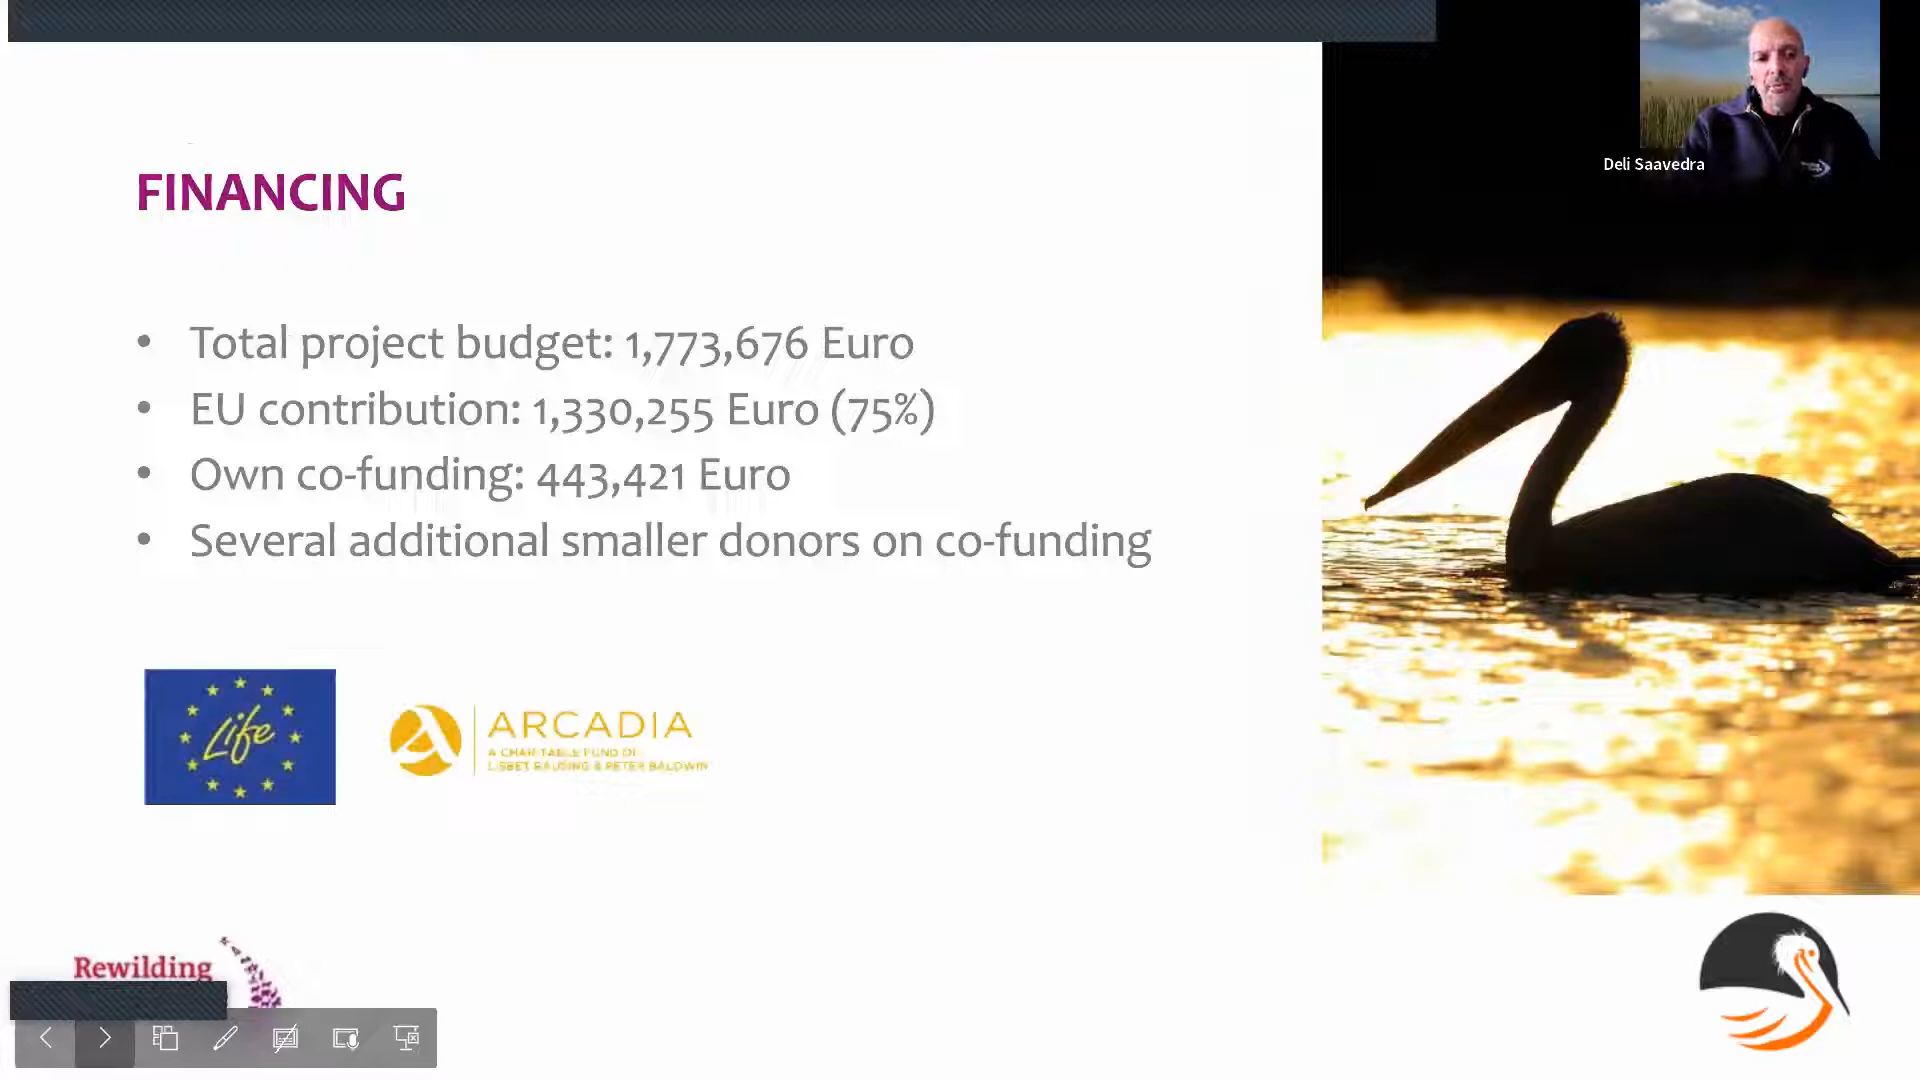 Deli Saavedra
FINANCING
• Total project budget: 1,773,676 Euro
• EU contribution: 1,330,255 Euro (75%)
• Own co-funding: 443,421 Euro
• Several additional smaller donors on co-funding
Life
ARCADIA
A CHARITABLE FUND OF
LISBET RAUSING & PETER BALDWIN
Rewilding